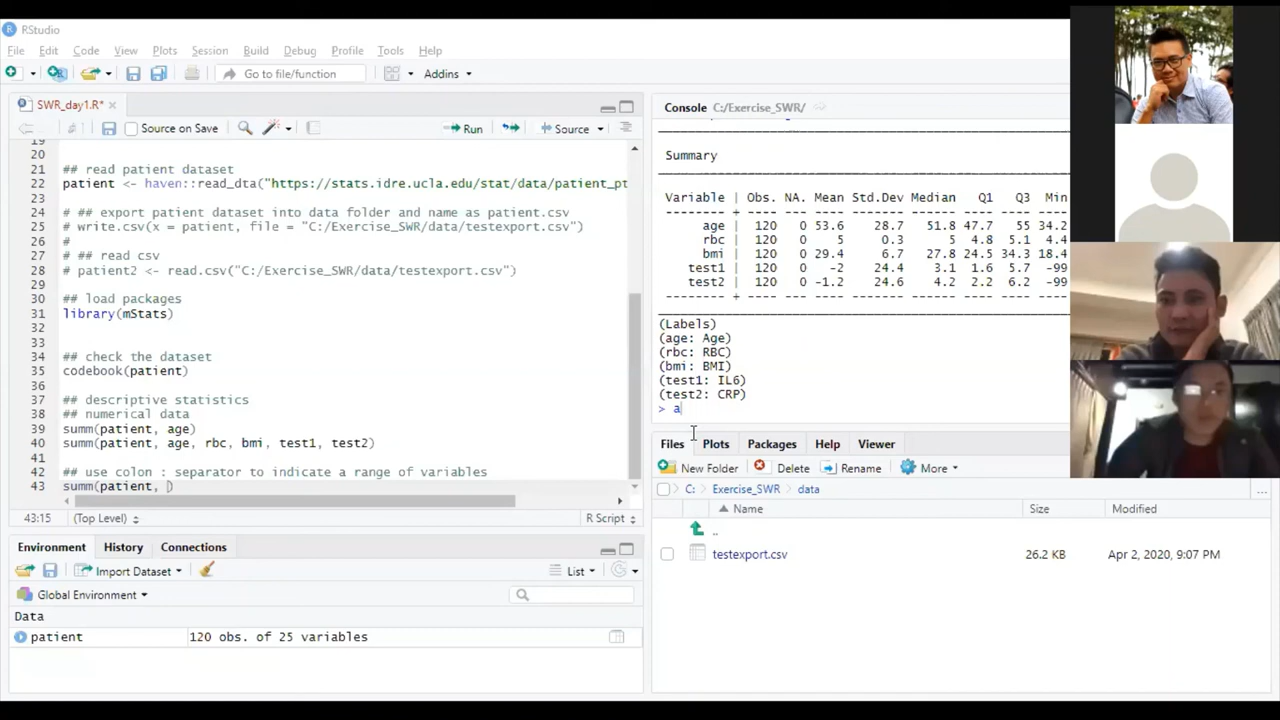 RStudio
File Edit View Plots Session Build Debug Profile Tools Help
Go to file/function Addins
SWR_day1.R*
Source on Save Run Source
19
20
21 ## read patient dataset
22 patient <- haven::read_dta("https://stats.idre.ucla.edu/stat/data/patient_pt
23
24 # ## export patient dataset into data folder and name as patient.csv
25 # write.csv(x = patient, file = "C:/Exercise_SWR/data/testexport.csv")
26 #
27 # ## read csv
28 # patient2 <- read.csv("C:/Exercise_SWR/data/testexport.csv")
29
30 ## load packages
31 library(mStats)
32
33
34 ## check the dataset
35 codebook(patient)
36
37 ## descriptive statistics
38 ## numerical data
39 summ(patient, age)
40 summ(patient, age, rbc, bmi, test1, test2)
41
42 ## use colon : separator to indicate a range of variables
43 summ(patient, )
43:15 (Top Level) R Script
Environment History Connections
Import Dataset List
Global Environment
Data
patient 120 obs. of 25 variables
Console C:/Exercise_SWR/
Summary
Variable | Obs. NA. Mean Std.Dev Median Q1 Q3 Min
-------- + ---- --- ---- ------- ------ ---- ---- ----
age | 120 0 53.6 28.7 51.8 47.7 55 34.2
rbc | 120 0 5 0.3 5 4.8 5.1 4.4
bmi | 120 0 29.4 6.7 27.8 24.5 34.3 18.4
test1 | 120 0 -2 24.4 3.1 1.6 5.7 -99
test2 | 120 0 -1.2 24.6 4.2 2.2 6.2 -99
-------- + ---- --- ---- ------- ------ ---- ---- ----
(Labels)
(age: Age)
(rbc: RBC)
(bmi: BMI)
(test1: IL6)
(test2: CRP)
> a
Files Plots Packages Help Viewer
New Folder Delete Rename More
C: Exercise_SWR data ...
Name Size Modified
..
testexport.csv 26.2 KB Apr 2, 2020, 9:07 PM